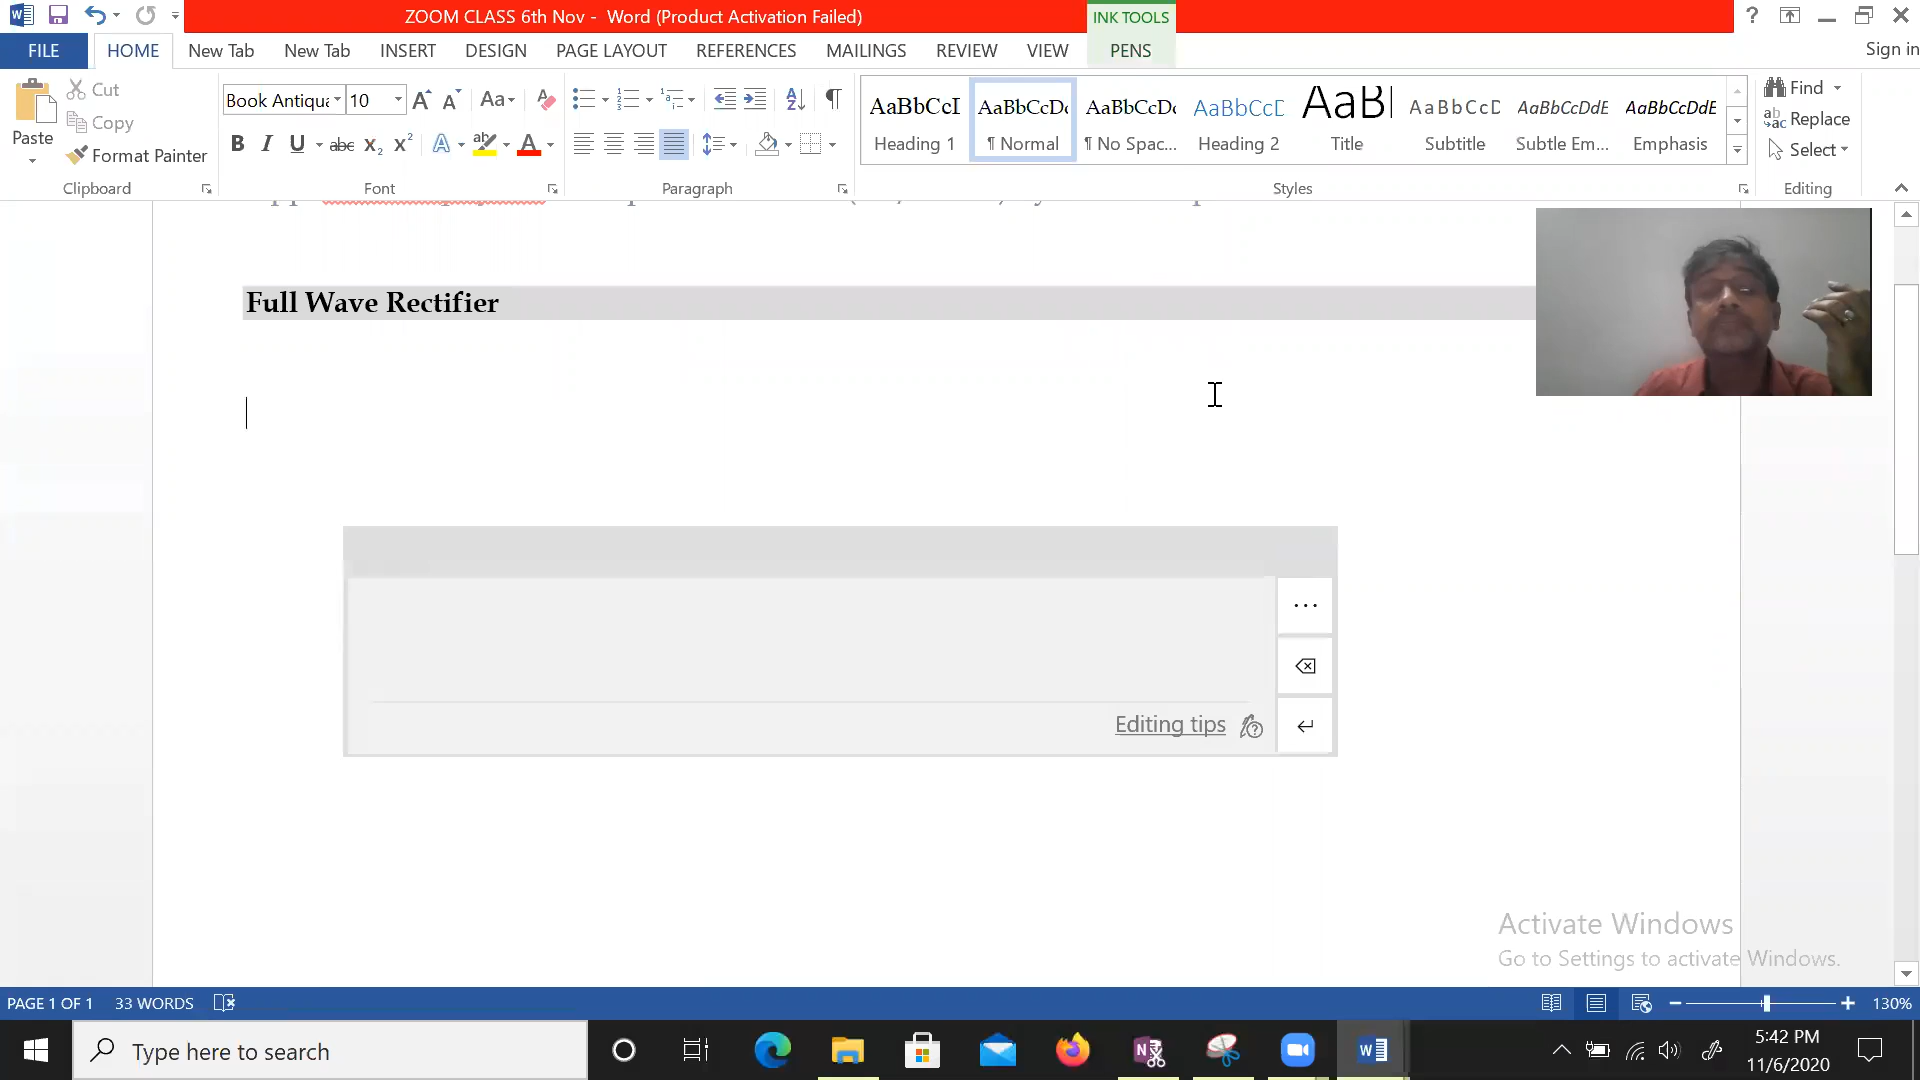 ZOOM CLASS 6th Nov - Word (Product Activation Failed)
INK TOOLS
FILE HOME New Tab New Tab INSERT DESIGN PAGE LAYOUT REFERENCES MAILINGS REVIEW VIEW PENS
Sign in
Paste
Cut
Copy
Format Painter
Clipboard
Book Antiqua 10
Font
Paragraph
AaBbCcI AaBbCcDc AaBbCcDc AaBbCcD AaBl AaBbCcD AaBbCcDdE AaBbCcDdE
Heading 1 ¶ Normal ¶ No Spac... Heading 2 Title Subtitle Subtle Em... Emphasis
Styles
Find
Replace
Select
Editing
Full Wave Rectifier
Editing tips
Activate Windows
Go to Settings to activate Windows.
PAGE 1 OF 1 33 WORDS
130%
Type here to search
5:42 PM
11/6/2020